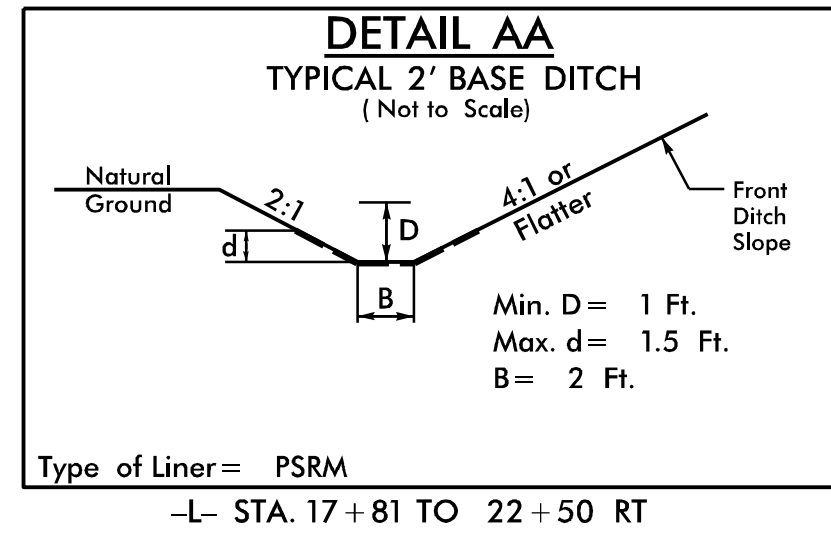 DETAIL AA
TYPICAL 2' BASE DITCH
( Not to Scale)
Natural
Ground
2:1
d
D
B
4:1 or
Flatter
Front
Ditch
Slope
Min. D= 1 Ft.
Max. d= 1.5 Ft.
B= 2 Ft.
Type of Liner= PSRM
-L- STA. 17+81 TO 22+50 RT